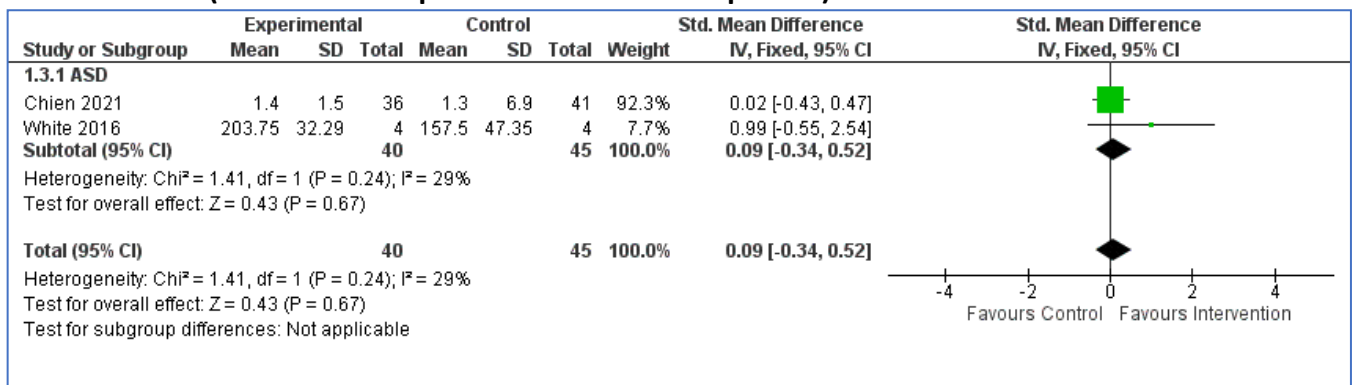 Experimental Control Std. Mean Difference Std. Mean Difference
Study or Subgroup Mean SD Total Mean SD Total Weight IV, Fixed, 95% CI IV, Fixed, 95% CI
1.3.1 ASD
Chien 2021 1.4 1.5 36 1.3 6.9 41 92.3% 0.02 [-0.43, 0.47]
White 2016 203.75 32.29 4 157.5 47.35 4 7.7% 0.99 [-0.55, 2.54]
Subtotal (95% CI) 40 45 100.0% 0.09 [-0.34, 0.52]
Heterogeneity: Chi² = 1.41, df = 1 (P = 0.24); I² = 29%
Test for overall effect: Z = 0.43 (P = 0.67)
Total (95% CI) 40 45 100.0% 0.09 [-0.34, 0.52]
Heterogeneity: Chi² = 1.41, df = 1 (P = 0.24); I² = 29%
Test for overall effect: Z = 0.43 (P = 0.67)
Test for subgroup differences: Not applicable
-4 -2 0 2 4
Favours Control Favours Intervention